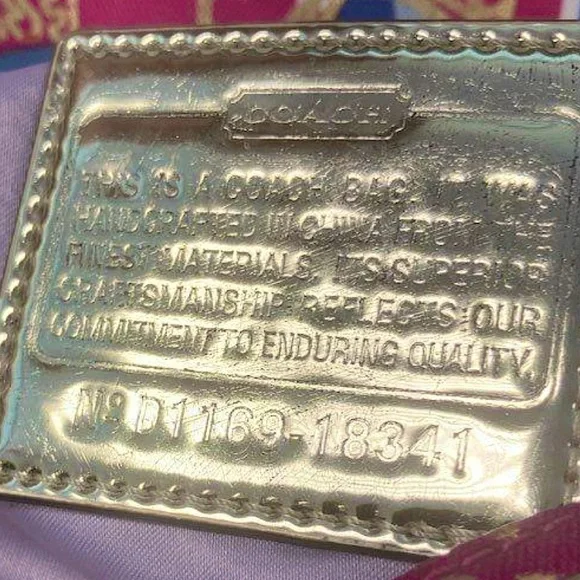 COACH
THIS IS A COACH BAG. IT WAS
HANDCRAFTED IN CHINA FROM THE
FINEST MATERIALS. ITS SUPERIOR
CRAFTSMANSHIP REFLECTS OUR
COMMITMENT TO ENDURING QUALITY.
Nº D1169-18341